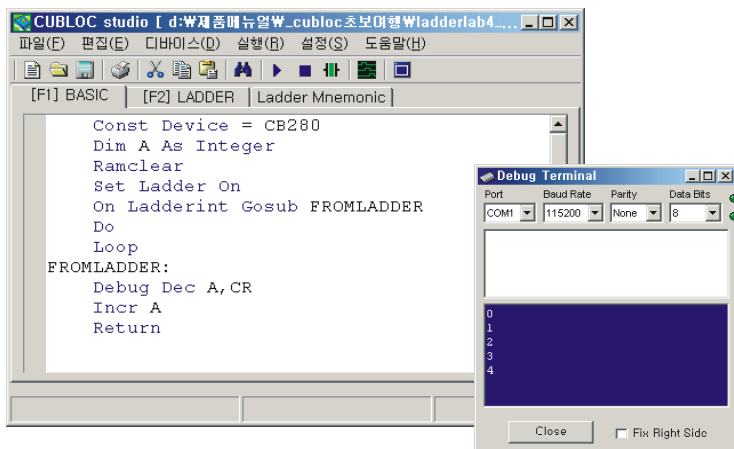 CUBLOC studio [ d:₩제품메뉴얼₩_cubloc초보여행₩ladderlab4_...
파일(F) 편집(E) 디바이스(D) 실행(R) 설정(S) 도움말(H)
[F1] BASIC [F2] LADDER Ladder Mnemonic
Const Device = CB280
Dim A As Integer
Ramclear
Set Ladder On
On Ladderint Gosub FROMLADDER
Do
Loop
FROMLADDER:
Debug Dec A,CR
Incr A
Return
Debug Terminal
Port Baud Rate Parity Data Bits
COM1 115200 None 8
0
1
2
3
4
Close Fix Right Side